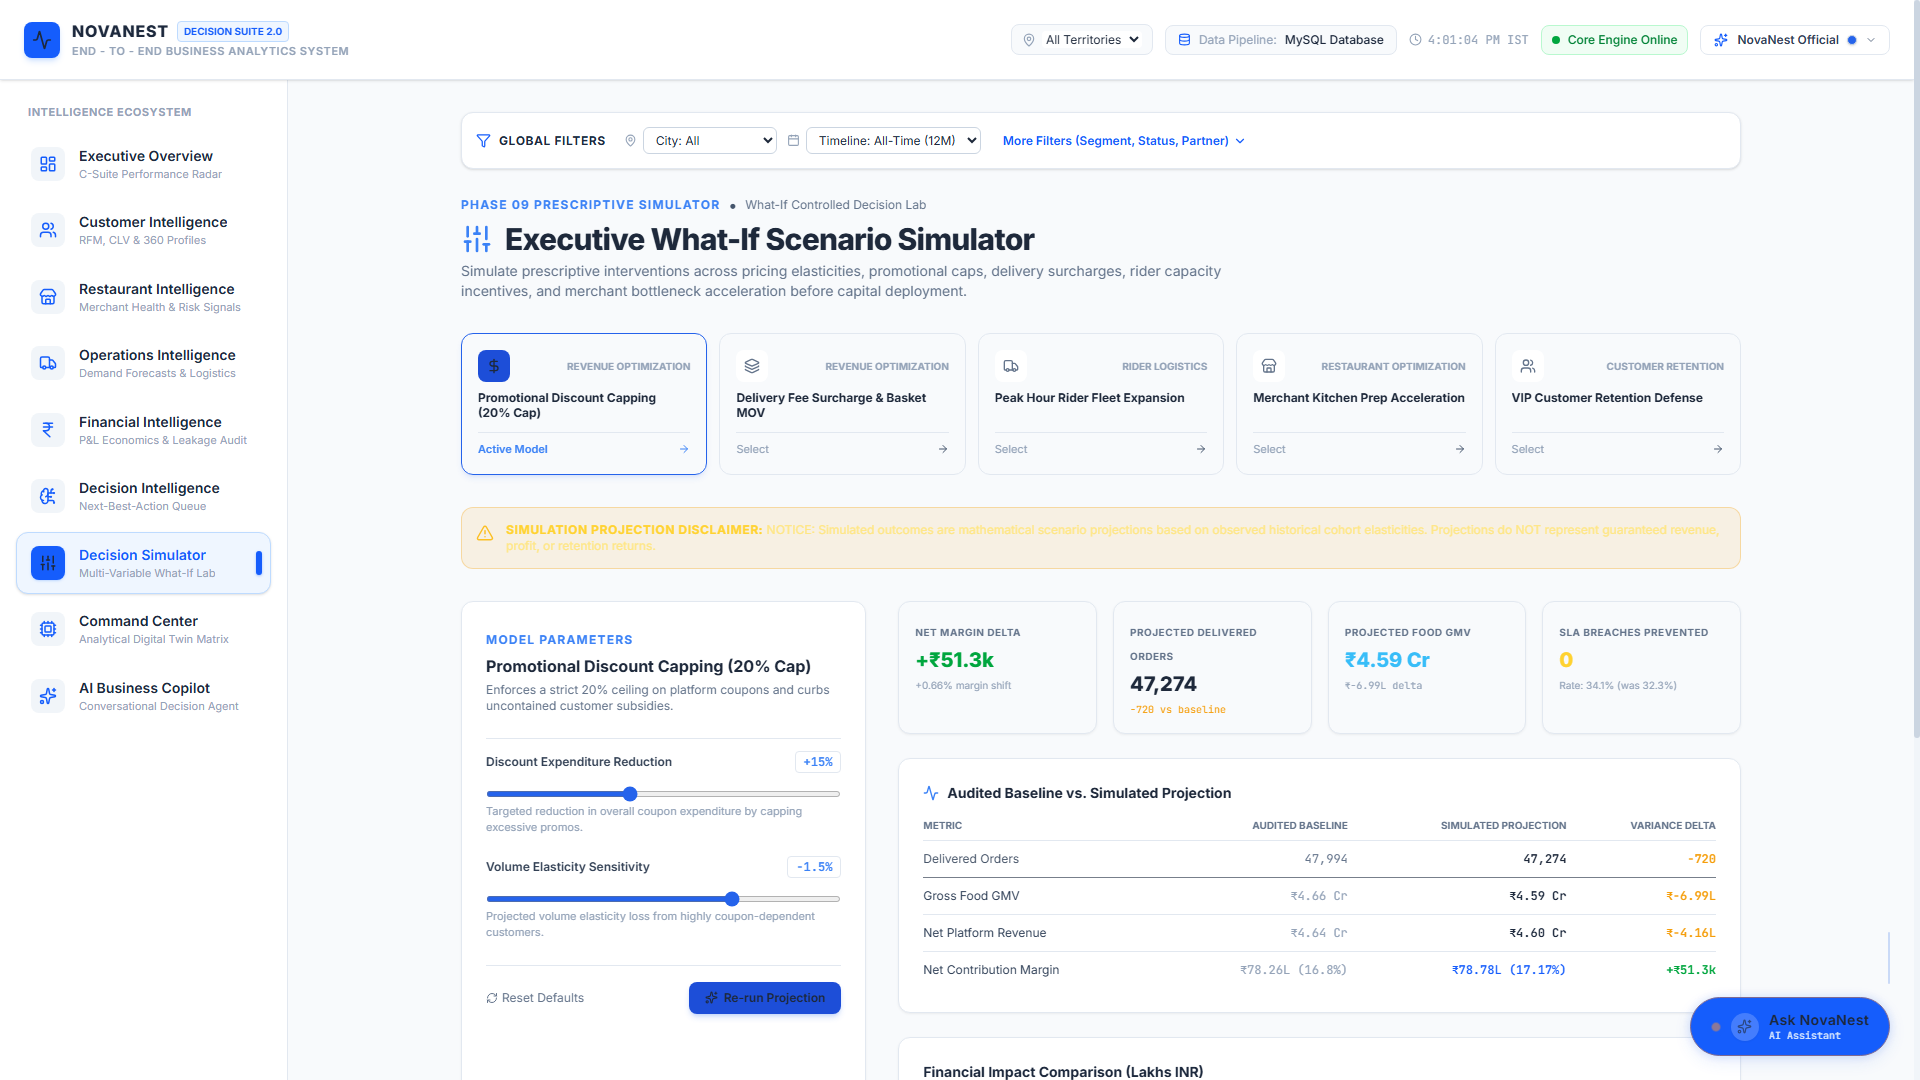 NOVANEST DECISION SUITE 2.0
END - TO - END BUSINESS ANALYTICS SYSTEM
All Territories
Data Pipeline: MySQL Database
4:01:04 PM IST
Core Engine Online
NovaNest Official
INTELLIGENCE ECOSYSTEM
Executive Overview
C-Suite Performance Radar
Customer Intelligence
RFM, CLV & 360 Profiles
Restaurant Intelligence
Merchant Health & Risk Signals
Operations Intelligence
Demand Forecasts & Logistics
Financial Intelligence
P&L Economics & Leakage Audit
Decision Intelligence
Next-Best-Action Queue
Decision Simulator
Multi-Variable What-If Lab
Command Center
Analytical Digital Twin Matrix
AI Business Copilot
Conversational Decision Agent
GLOBAL FILTERS
City: All
Timeline: All-Time (12M)
More Filters (Segment, Status, Partner)
PHASE 09 PRESCRIPTIVE SIMULATOR • What-If Controlled Decision Lab
Executive What-If Scenario Simulator
Simulate prescriptive interventions across pricing elasticities, promotional caps, delivery surcharges, rider capacity
incentives, and merchant bottleneck acceleration before capital deployment.
REVENUE OPTIMIZATION
Promotional Discount Capping
(20% Cap)
Active Model
REVENUE OPTIMIZATION
Delivery Fee Surcharge & Basket
MOV
Select
RIDER LOGISTICS
Peak Hour Rider Fleet Expansion
Select
RESTAURANT OPTIMIZATION
Merchant Kitchen Prep Acceleration
Select
CUSTOMER RETENTION
VIP Customer Retention Defense
Select
SIMULATION PROJECTION DISCLAIMER: NOTICE: Simulated outcomes are mathematical scenario projections based on observed historical cohort elasticities. Projections do NOT represent guaranteed revenue,
profit, or retention returns.
MODEL PARAMETERS
Promotional Discount Capping (20% Cap)
Enforces a strict 20% ceiling on platform coupons and curbs
uncontained customer subsidies.
Discount Expenditure Reduction +15%
Targeted reduction in overall coupon expenditure by capping
excessive promos.
Volume Elasticity Sensitivity -1.5%
Projected volume elasticity loss from highly coupon-dependent
customers.
Reset Defaults
Re-run Projection
NET MARGIN DELTA
+₹51.3k
+0.66% margin shift
PROJECTED DELIVERED
ORDERS
47,274
-720 vs baseline
PROJECTED FOOD GMV
₹4.59 Cr
₹-6.99L delta
SLA BREACHES PREVENTED
0
Rate: 34.1% (was 32.3%)
Audited Baseline vs. Simulated Projection
METRIC AUDITED BASELINE SIMULATED PROJECTION VARIANCE DELTA
Delivered Orders 47,994 47,274 -720
Gross Food GMV ₹4.66 Cr ₹4.59 Cr ₹-6.99L
Net Platform Revenue ₹4.64 Cr ₹4.60 Cr ₹-4.16L
Net Contribution Margin ₹78.26L (16.8%) ₹78.78L (17.17%) +₹51.3k
Financial Impact Comparison (Lakhs INR)
Ask NovaNest
AI Assistant